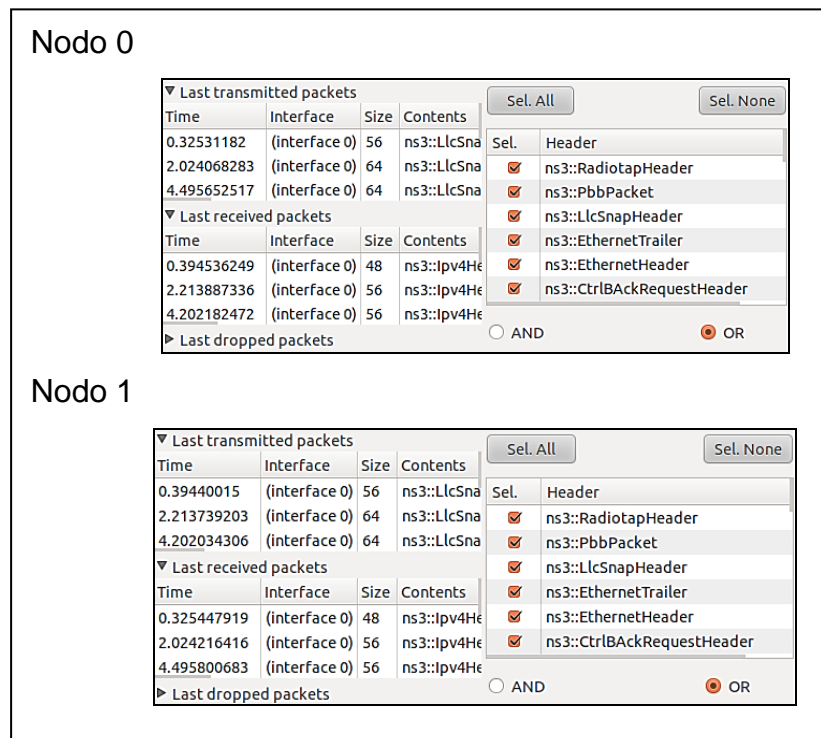 Nodo 0
Last transmitted packets
Time Interface Size Contents
0.32531182 (interface 0) 56 ns3::LlcSna
2.024068283 (interface 0) 64 ns3::LlcSna
4.495652517 (interface 0) 64 ns3::LlcSna
Last received packets
Time Interface Size Contents
0.394536249 (interface 0) 48 ns3::Ipv4He
2.213887336 (interface 0) 56 ns3::Ipv4He
4.202182472 (interface 0) 56 ns3::Ipv4He
Last dropped packets
Sel. All Sel. None
Sel. Header
ns3::RadiotapHeader
ns3::PbbPacket
ns3::LlcSnapHeader
ns3::EthernetTrailer
ns3::EthernetHeader
ns3::CtrlBAckRequestHeader
AND OR
Nodo 1
Last transmitted packets
Time Interface Size Contents
0.39440015 (interface 0) 56 ns3::LlcSna
2.213739203 (interface 0) 64 ns3::LlcSna
4.202034306 (interface 0) 64 ns3::LlcSna
Last received packets
Time Interface Size Contents
0.325447919 (interface 0) 48 ns3::Ipv4He
2.024216416 (interface 0) 56 ns3::Ipv4He
4.495800683 (interface 0) 56 ns3::Ipv4He
Last dropped packets
Sel. All Sel. None
Sel. Header
ns3::RadiotapHeader
ns3::PbbPacket
ns3::LlcSnapHeader
ns3::EthernetTrailer
ns3::EthernetHeader
ns3::CtrlBAckRequestHeader
AND OR